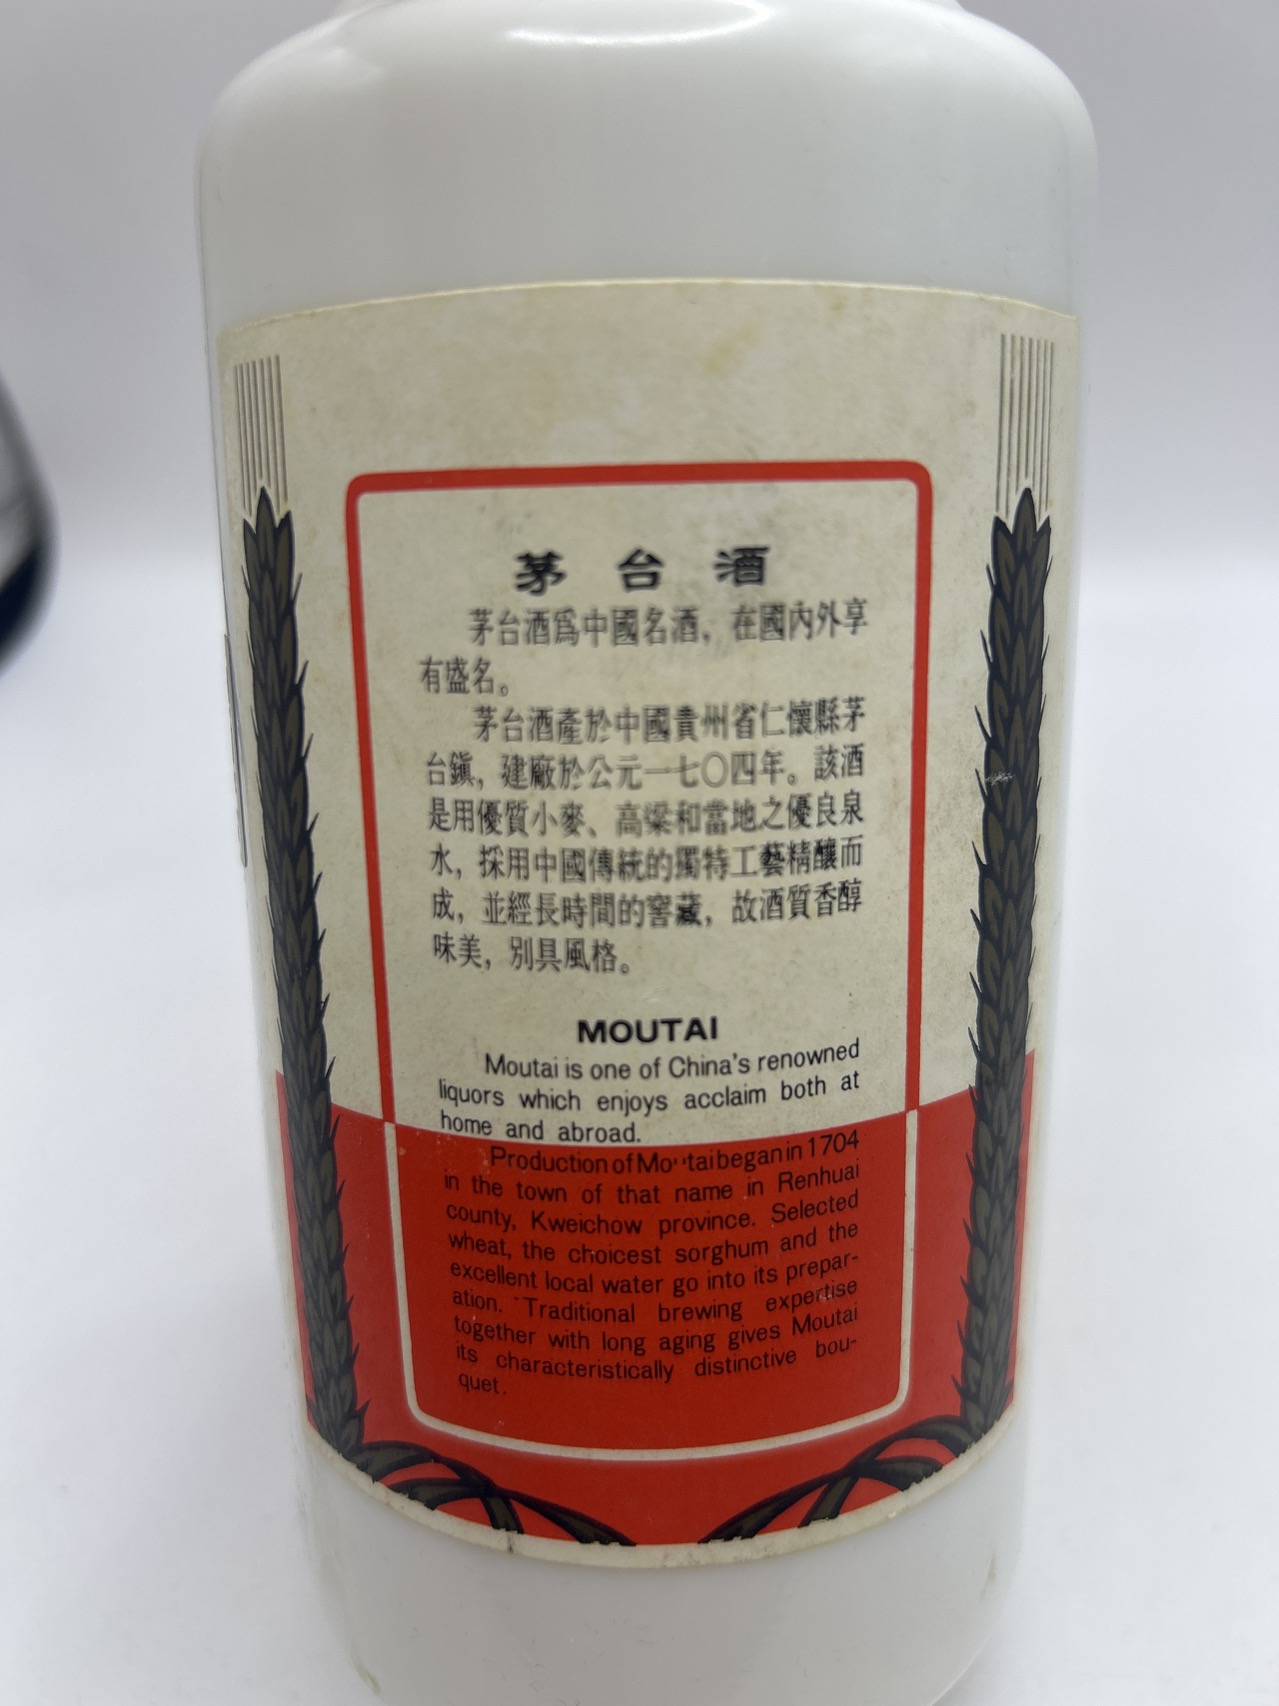 茅台酒
茅台酒爲中國名酒，在國內外享
有盛名。
茅台酒產於中國貴州省仁懷縣茅
台鎮，建廠於公元一七〇四年。該酒
是用優質小麥、高粱和當地之優良泉
水，採用中國傳統的獨特工藝精釀而
成，並經長時間的窖藏，故酒質香醇
味美，別具風格。
MOUTAI
Moutai is one of China's renowned
liquors which enjoys acclaim both at
home and abroad.
Production of Moutai began in 1704
in the town of that name in Renhuai
county, Kweichow province. Selected
wheat, the choicest sorghum and the
excellent local water go into its prepar-
ation. Traditional brewing expertise
together with long aging gives Moutai
its characteristically distinctive bou-
quet.